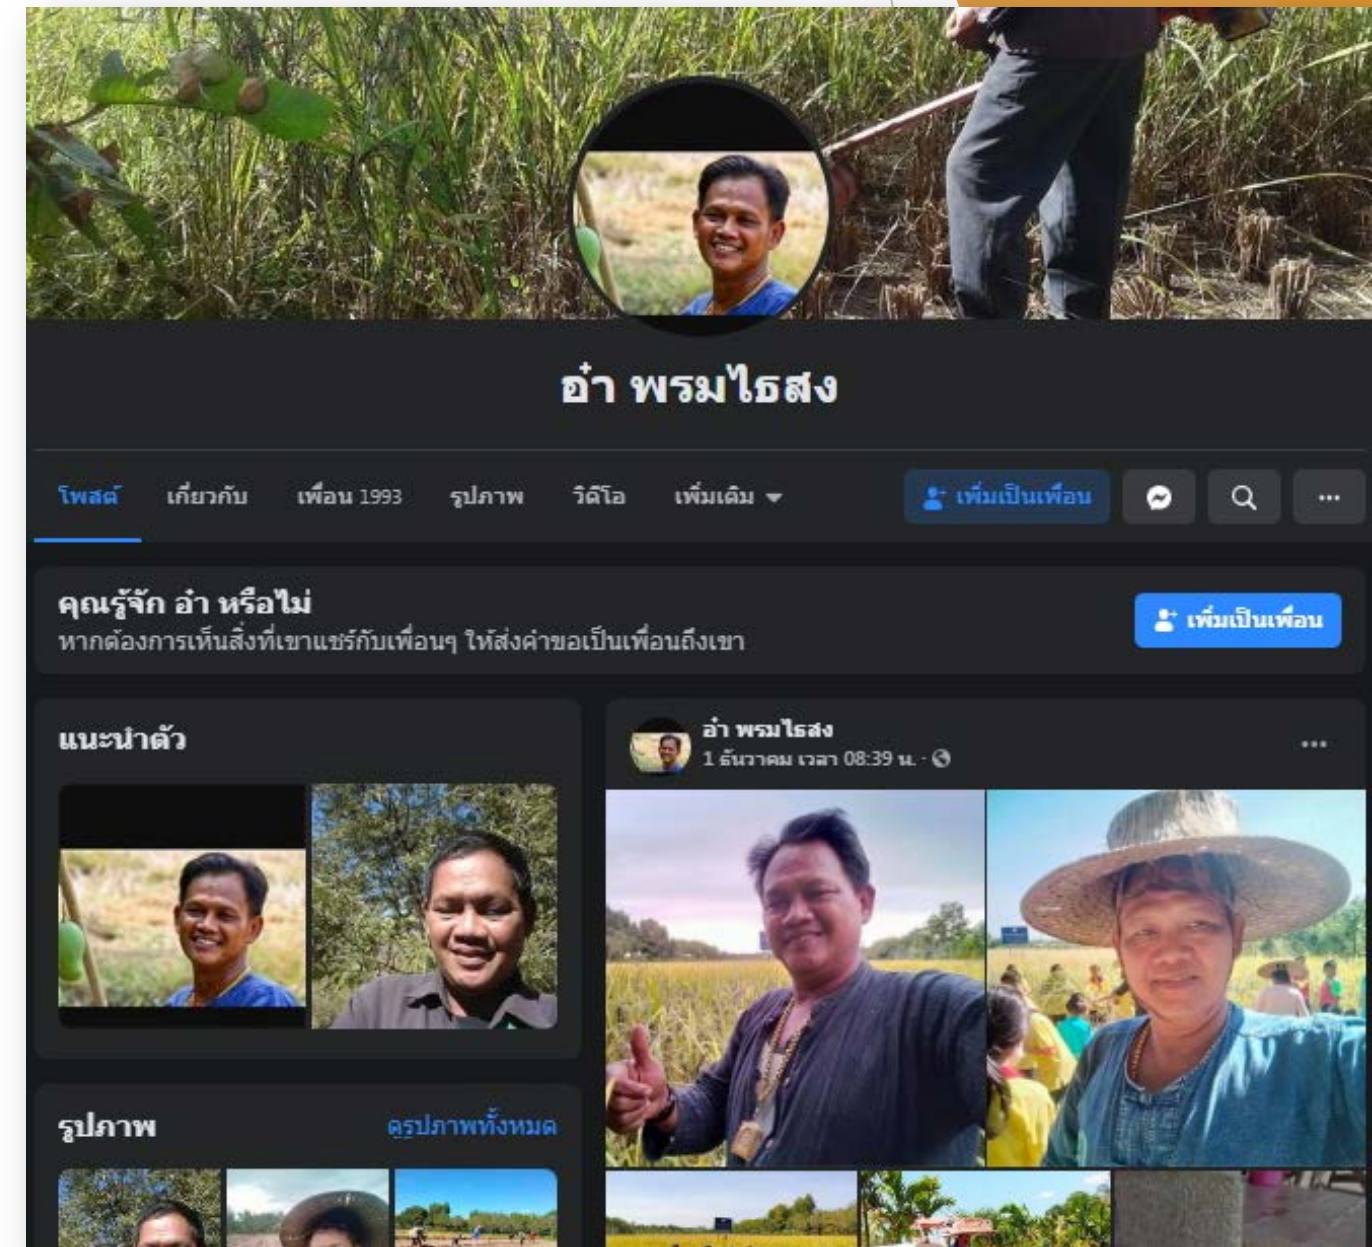 อ๋ำ พรมไธสง
โพสต์ เกี่ยวกับ เพื่อน 1993 รูปภาพ วิดีโอ เพิ่มเติม เพิ่มเป็นเพื่อน
คุณรู้จัก อ๋ำ หรือไม่
หากต้องการเห็นสิ่งที่เขาแชร์กับเพื่อนๆ ให้ส่งคำขอเป็นเพื่อนถึงเขา
เพิ่มเป็นเพื่อน
แนะนำตัว
รูปภาพ ดูรูปภาพทั้งหมด
อ๋ำ พรมไธสง
1 ธันวาคม เวลา 08:39 น. ·